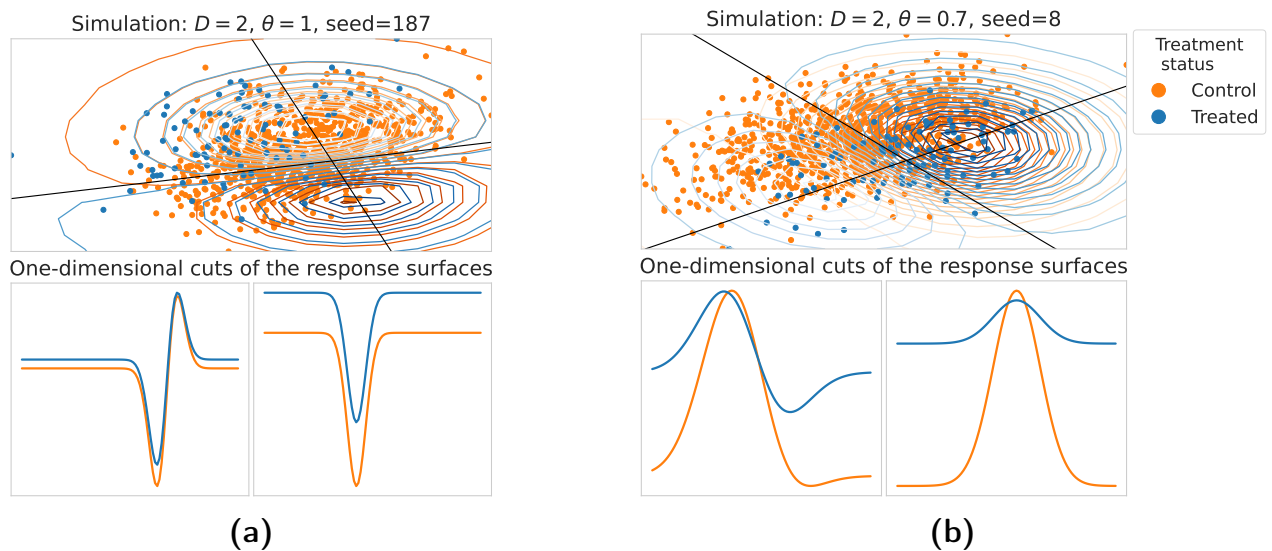 Simulation: D = 2, θ = 1, seed=187
One-dimensional cuts of the response surfaces
(a)
Simulation: D = 2, θ = 0.7, seed=8
One-dimensional cuts of the response surfaces
(b)
Treatment
status
Control
Treated